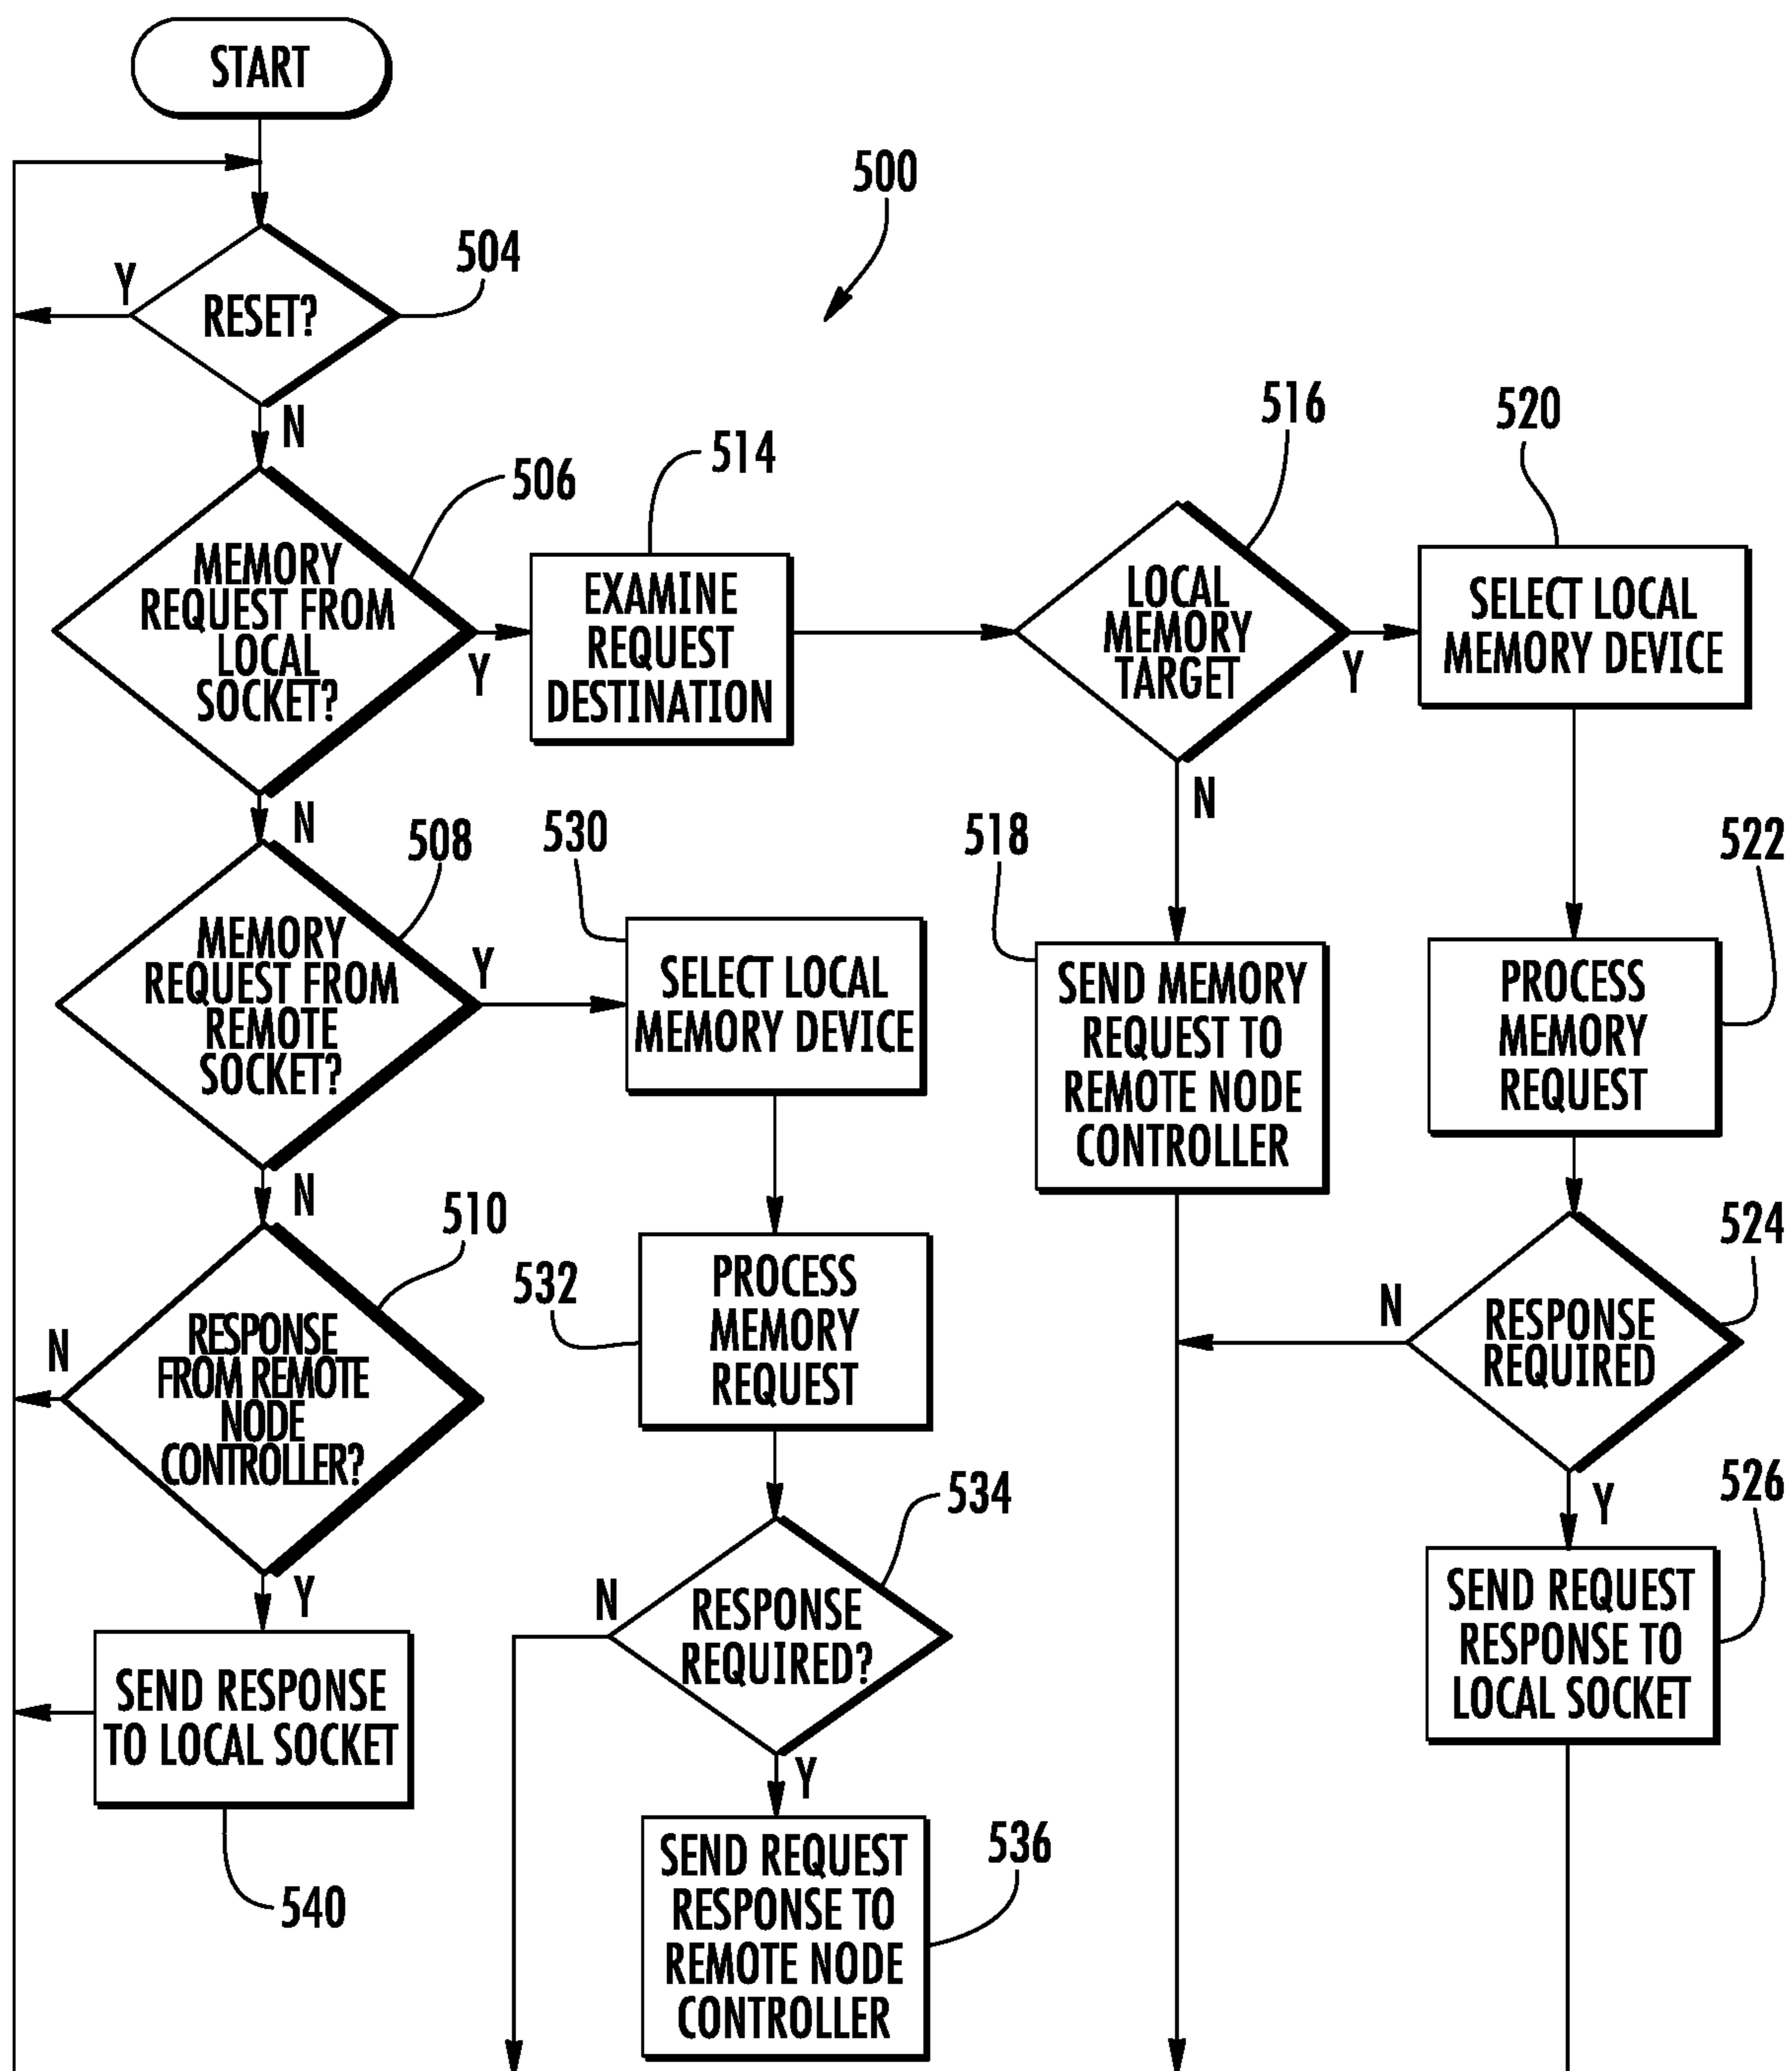 START
500
504
Y
RESET?
N
506
MEMORY
REQUEST FROM
LOCAL
SOCKET?
Y
N
514
EXAMINE
REQUEST
DESTINATION
516
LOCAL
MEMORY
TARGET
Y
N
520
SELECT LOCAL
MEMORY DEVICE
508
MEMORY
REQUEST FROM
REMOTE
SOCKET?
Y
N
530
SELECT LOCAL
MEMORY DEVICE
518
SEND MEMORY
REQUEST TO
REMOTE NODE
CONTROLLER
522
PROCESS
MEMORY
REQUEST
510
RESPONSE
FROM REMOTE
NODE
CONTROLLER?
N
Y
532
PROCESS
MEMORY
REQUEST
524
RESPONSE
REQUIRED
N
Y
534
RESPONSE
REQUIRED?
N
Y
526
SEND REQUEST
RESPONSE TO
LOCAL SOCKET
SEND RESPONSE
TO LOCAL SOCKET
540
536
SEND REQUEST
RESPONSE TO
REMOTE NODE
CONTROLLER